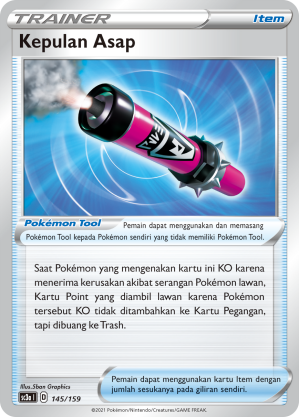 TRAINER
Item
Kepulan Asap
Pokémon Tool
Pemain dapat menggunakan dan memasang
Pokémon Tool kepada Pokémon sendiri yang tidak memiliki Pokémon Tool.
Saat Pokémon yang mengenakan kartu ini KO karena
menerima kerusakan akibat serangan Pokémon lawan,
Kartu Point yang diambil lawan karena Pokémon
tersebut KO tidak ditambahkan ke Kartu Pegangan,
tapi dibuang ke Trash.
Illus.5ban Graphics
sc3a I D 145/159
Pemain dapat menggunakan kartu Item dengan
jumlah sesukanya pada giliran sendiri.
©2021 Pokémon/Nintendo/Creatures/GAME FREAK.